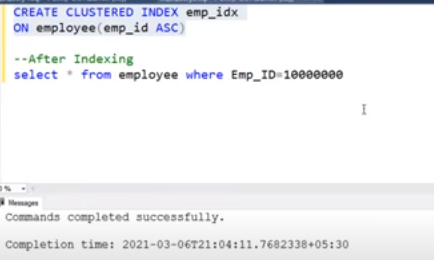 CREATE CLUSTERED INDEX emp_idx
ON employee(emp_id ASC)
--After Indexing
select * from employee where Emp_ID=10000000
Messages
Commands completed successfully.
Completion time: 2021-03-06T21:04:11.7682338+05:30